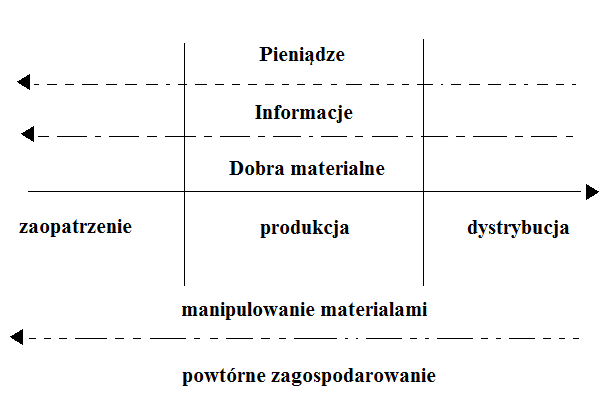 Pieniądze
Informacje
Dobra materialne
zaopatrzenie produkcja dystrybucja
manipulowanie materialami
powtórne zagospodarowanie